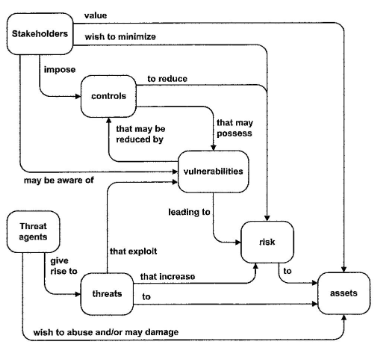 value
Stakeholders
wish to minimize
impose
to reduce
controls
that may be
reduced by
that may
possess
may be aware of
vulnerabilities
leading to
Threat
agents
that exploit
risk
give
rise to
that increase
to
threats
to
assets
wish to abuse and/or may damage